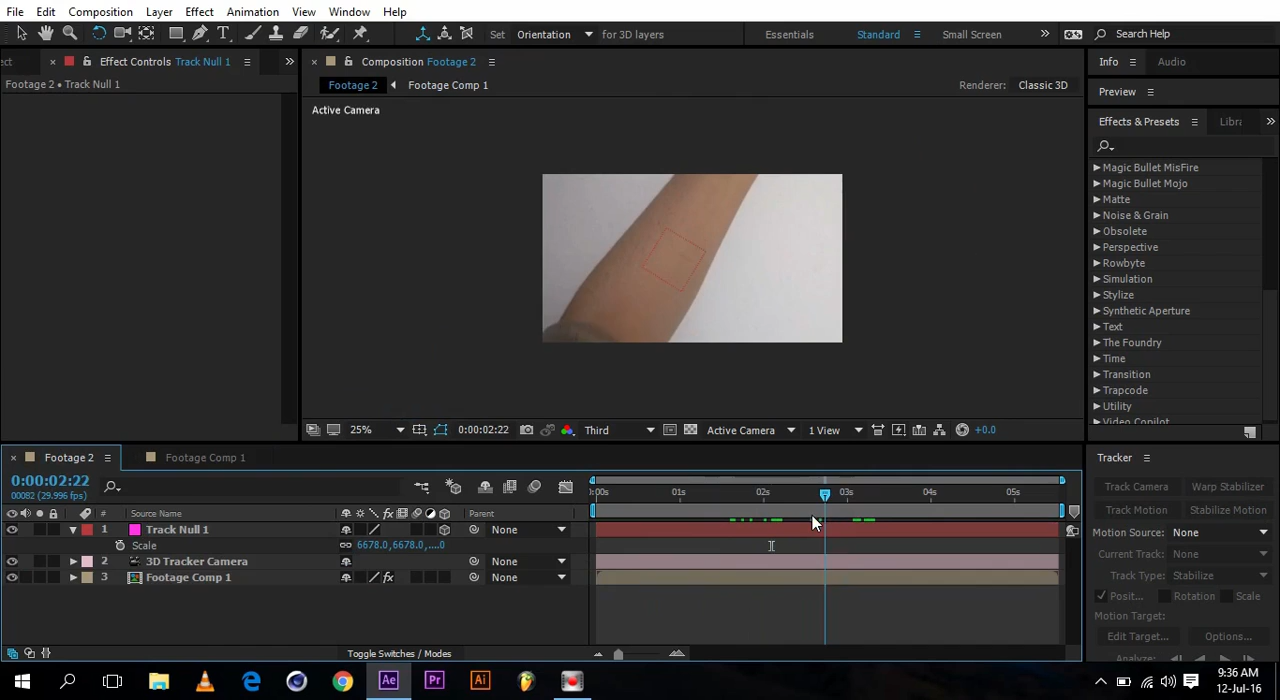 File Edit Composition Layer Effect Animation View Window Help
Set Orientation for 3D layers Essentials Standard Small Screen Search Help
Effect Controls Track Null 1 Composition Footage 2 Info Audio
Footage 2 • Track Null 1 Footage 2 Footage Comp 1 Renderer: Classic 3D
Preview
Active Camera
Effects & Presets
Magic Bullet MisFire
Magic Bullet Mojo
Matte
Noise & Grain
Obsolete
Perspective
Rowbyte
Simulation
Stylize
Synthetic Aperture
Text
The Foundry
Time
Transition
Trapcode
Utility
Video Copilot
25% 0:00:02:22 Third Active Camera 1 View +0.0
Footage 2 Footage Comp 1 Tracker
0:00:02:22
00082 (29.996 fps)
Track Camera Warp Stabilizer
:00s 01s 02s 03s 04s 05s
Track Motion Stabilize Motion
# Source Name Parent
1 Track Null 1 None
Motion Source: None
Scale 6678.0,6678.0,....0
Current Track: None
2 3D Tracker Camera None
3 Footage Comp 1 None
Track Type: Stabilize
Posit... Rotation Scale
Motion Target:
Edit Target... Options...
Toggle Switches / Modes
Analyze:
Ae Pr Ai
9:36 AM
12-Jul-16